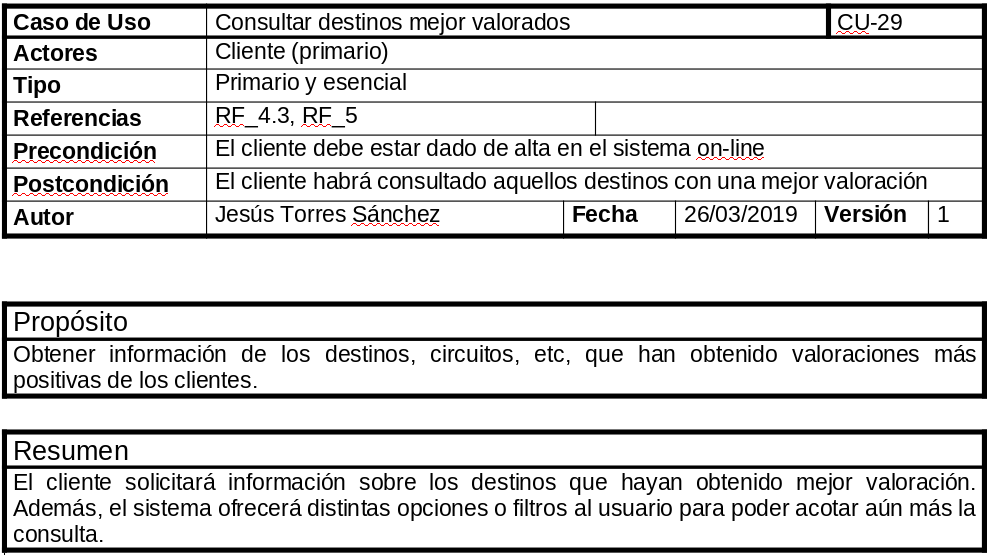 Caso de Uso Consultar destinos mejor valorados CU-29
Actores Cliente (primario)
Tipo Primario y esencial
Referencias RF_4.3, RF_5
Precondición El cliente debe estar dado de alta en el sistema on-line
Postcondición El cliente habrá consultado aquellos destinos con una mejor valoración
Autor Jesús Torres Sánchez Fecha 26/03/2019 Versión 1
Propósito
Obtener información de los destinos, circuitos, etc, que han obtenido valoraciones más
positivas de los clientes.
Resumen
El cliente solicitará información sobre los destinos que hayan obtenido mejor valoración.
Además, el sistema ofrecerá distintas opciones o filtros al usuario para poder acotar aún más la
consulta.